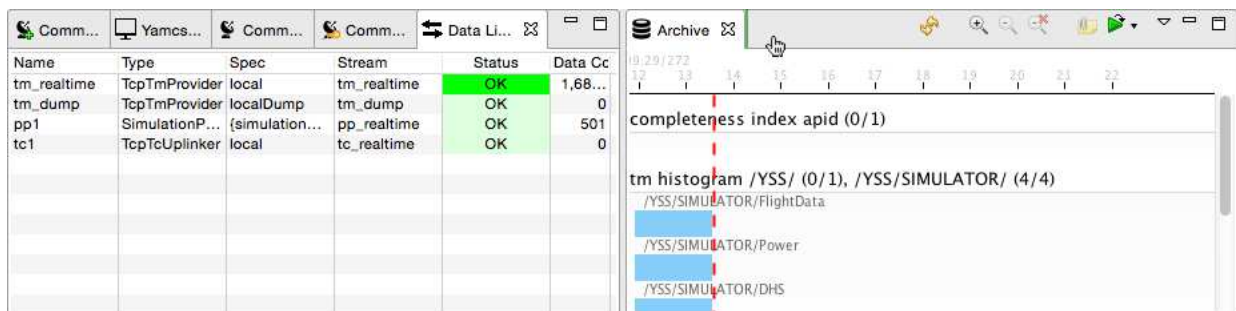 Comm... Yamcs... Comm... Comm... Data Li...
Name Type Spec Stream Status Data Cc
tm_realtime TcpTmProvider local tm_realtime OK 1,68...
tm_dump TcpTmProvider localDump tm_dump OK 0
pp1 SimulationP... {simulation... pp_realtime OK 501
tc1 TcpTcUplinker local tc_realtime OK 0
Archive
12 13 14 15 16 17 18 19 20 21 22
completeness index apid (0/1)
tm histogram /YSS/ (0/1), /YSS/SIMULATOR/ (4/4)
/YSS/SIMULATOR/FlightData
/YSS/SIMULATOR/Power
/YSS/SIMULATOR/DHS